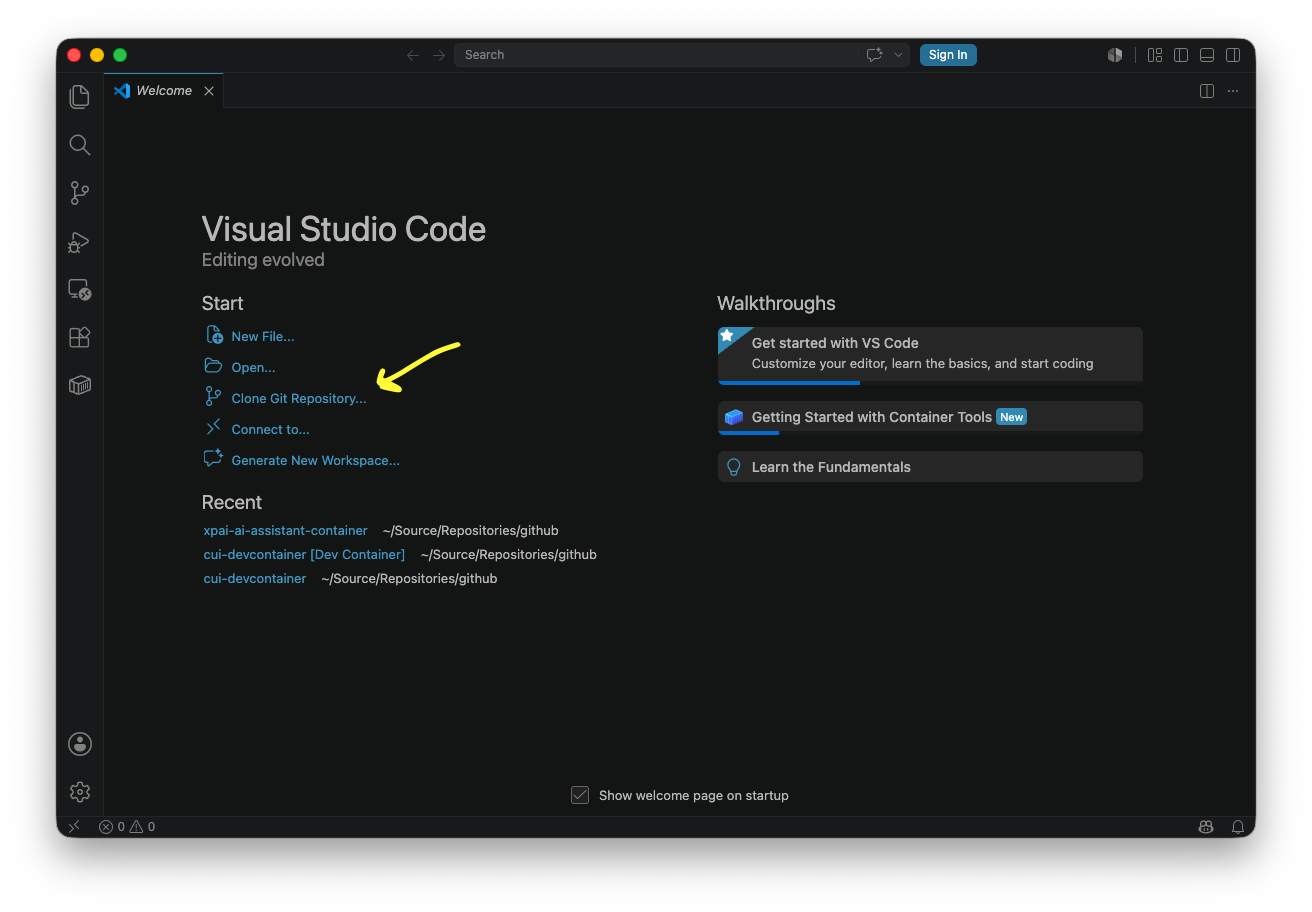 Search
Sign In
Welcome
Visual Studio Code
Editing evolved
Start
New File...
Open...
Clone Git Repository...
Connect to...
Generate New Workspace...
Recent
xpai-ai-assistant-container ~/Source/Repositories/github
cui-devcontainer [Dev Container] ~/Source/Repositories/github
cui-devcontainer ~/Source/Repositories/github
Walkthroughs
Get started with VS Code
Customize your editor, learn the basics, and start coding
Getting Started with Container Tools New
Learn the Fundamentals
Show welcome page on startup
0 0